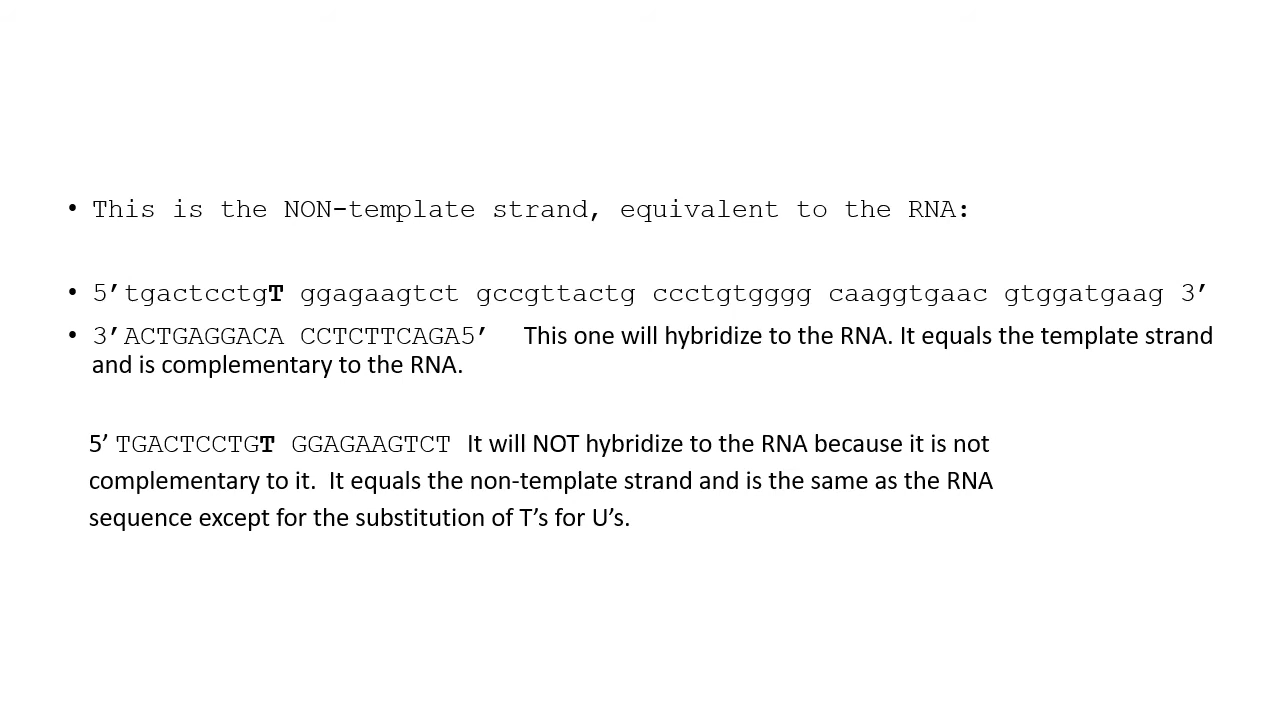 • This is the NON-template strand, equivalent to the RNA:
• 5’tgactcctgT ggagaagtct gccgttactg ccctgtgggg caaggtgaac gtggatgaag 3’
• 3’ACTGAGGACA CCTCTTCAGA5’ This one will hybridize to the RNA. It equals the template strand
and is complementary to the RNA.
5’ TGACTCCTGT GGAGAAGTCT It will NOT hybridize to the RNA because it is not
complementary to it. It equals the non-template strand and is the same as the RNA
sequence except for the substitution of T’s for U’s.